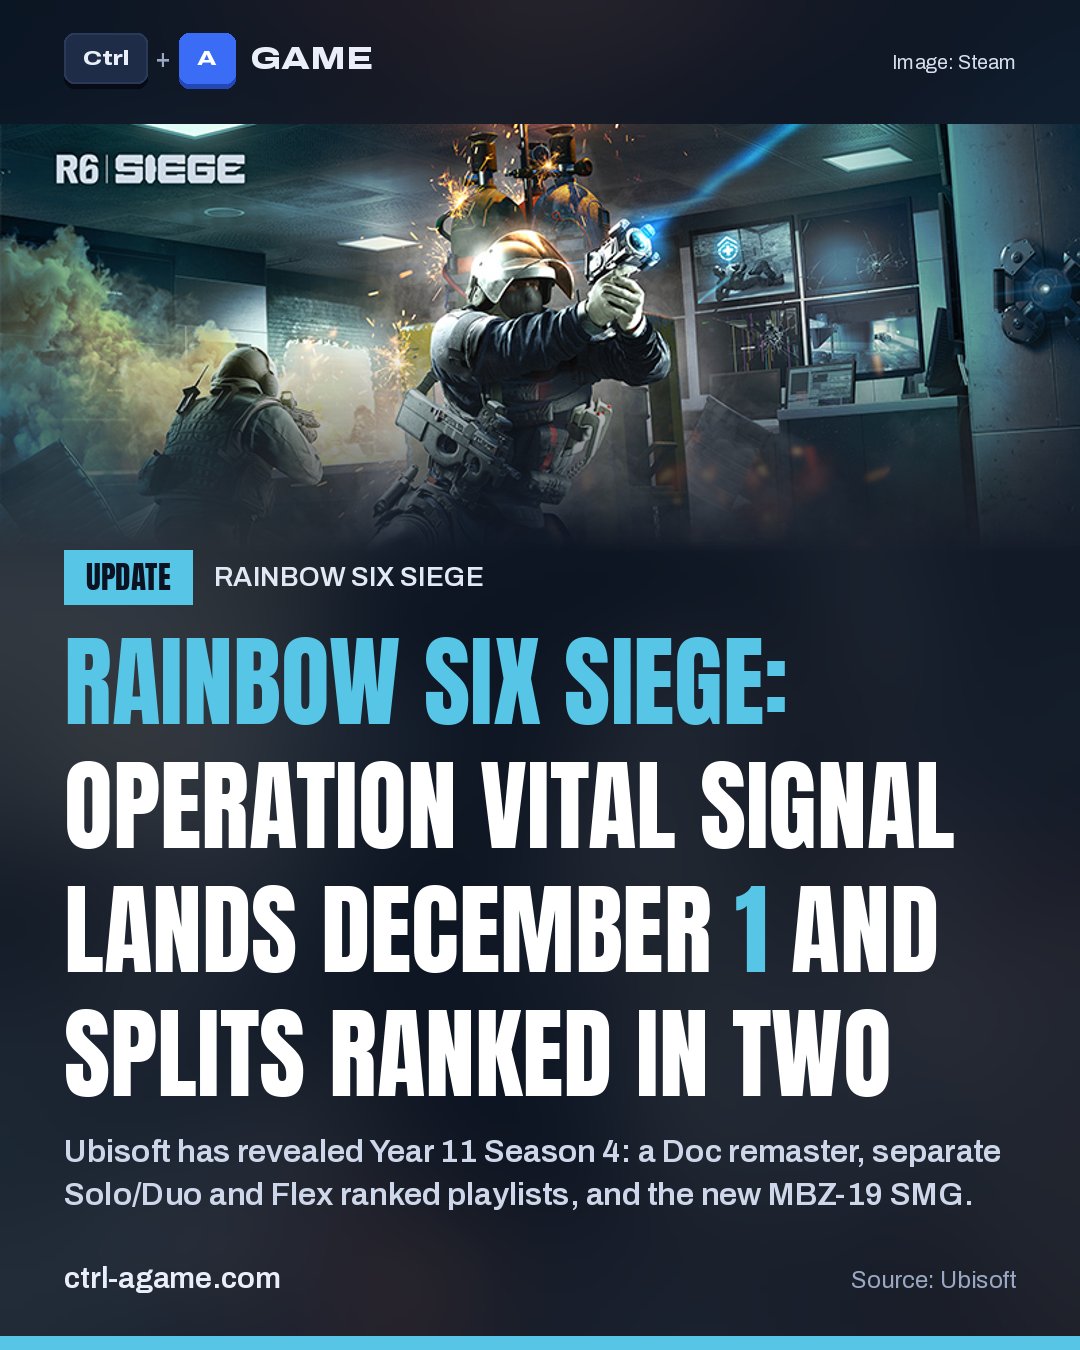 Ctrl + A GAME
Image: Steam
R6 | SIEGE
UPDATE RAINBOW SIX SIEGE
RAINBOW SIX SIEGE:
OPERATION VITAL SIGNAL
LANDS DECEMBER 1 AND
SPLITS RANKED IN TWO
Ubisoft has revealed Year 11 Season 4: a Doc remaster, separate
Solo/Duo and Flex ranked playlists, and the new MBZ-19 SMG.
ctrl-agame.com
Source: Ubisoft